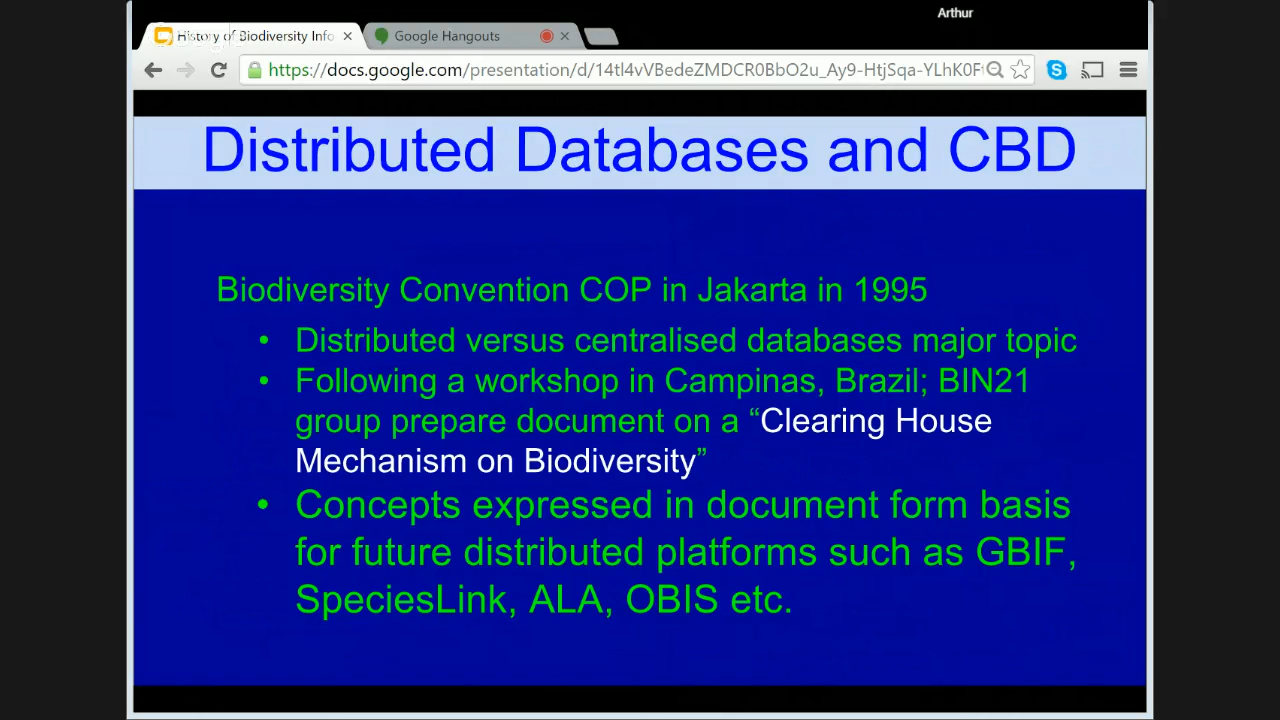 Arthur
History of Biodiversity Info
Google Hangouts
https://docs.google.com/presentation/d/14tl4vVBedeZMDCR0BbO2u_Ay9-HtjSqa-YLhK0F
Distributed Databases and CBD
Biodiversity Convention COP in Jakarta in 1995
• Distributed versus centralised databases major topic
• Following a workshop in Campinas, Brazil; BIN21
group prepare document on a “Clearing House
Mechanism on Biodiversity”
• Concepts expressed in document form basis
for future distributed platforms such as GBIF,
SpeciesLink, ALA, OBIS etc.